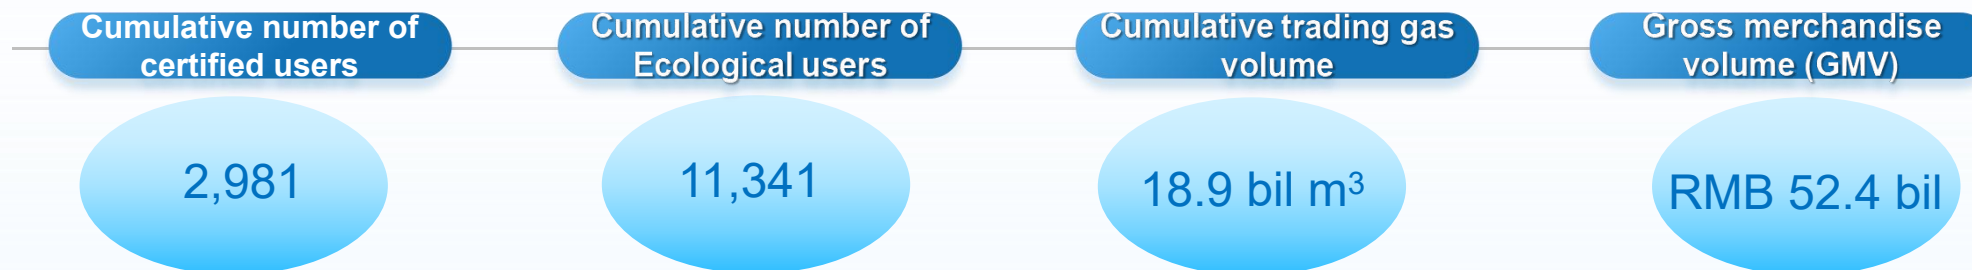 Cumulative number of
certified users
Cumulative number of
Ecological users
Cumulative trading gas
volume
Gross merchandise
volume (GMV)
2,981
11,341
18.9 bil m³
RMB 52.4 bil